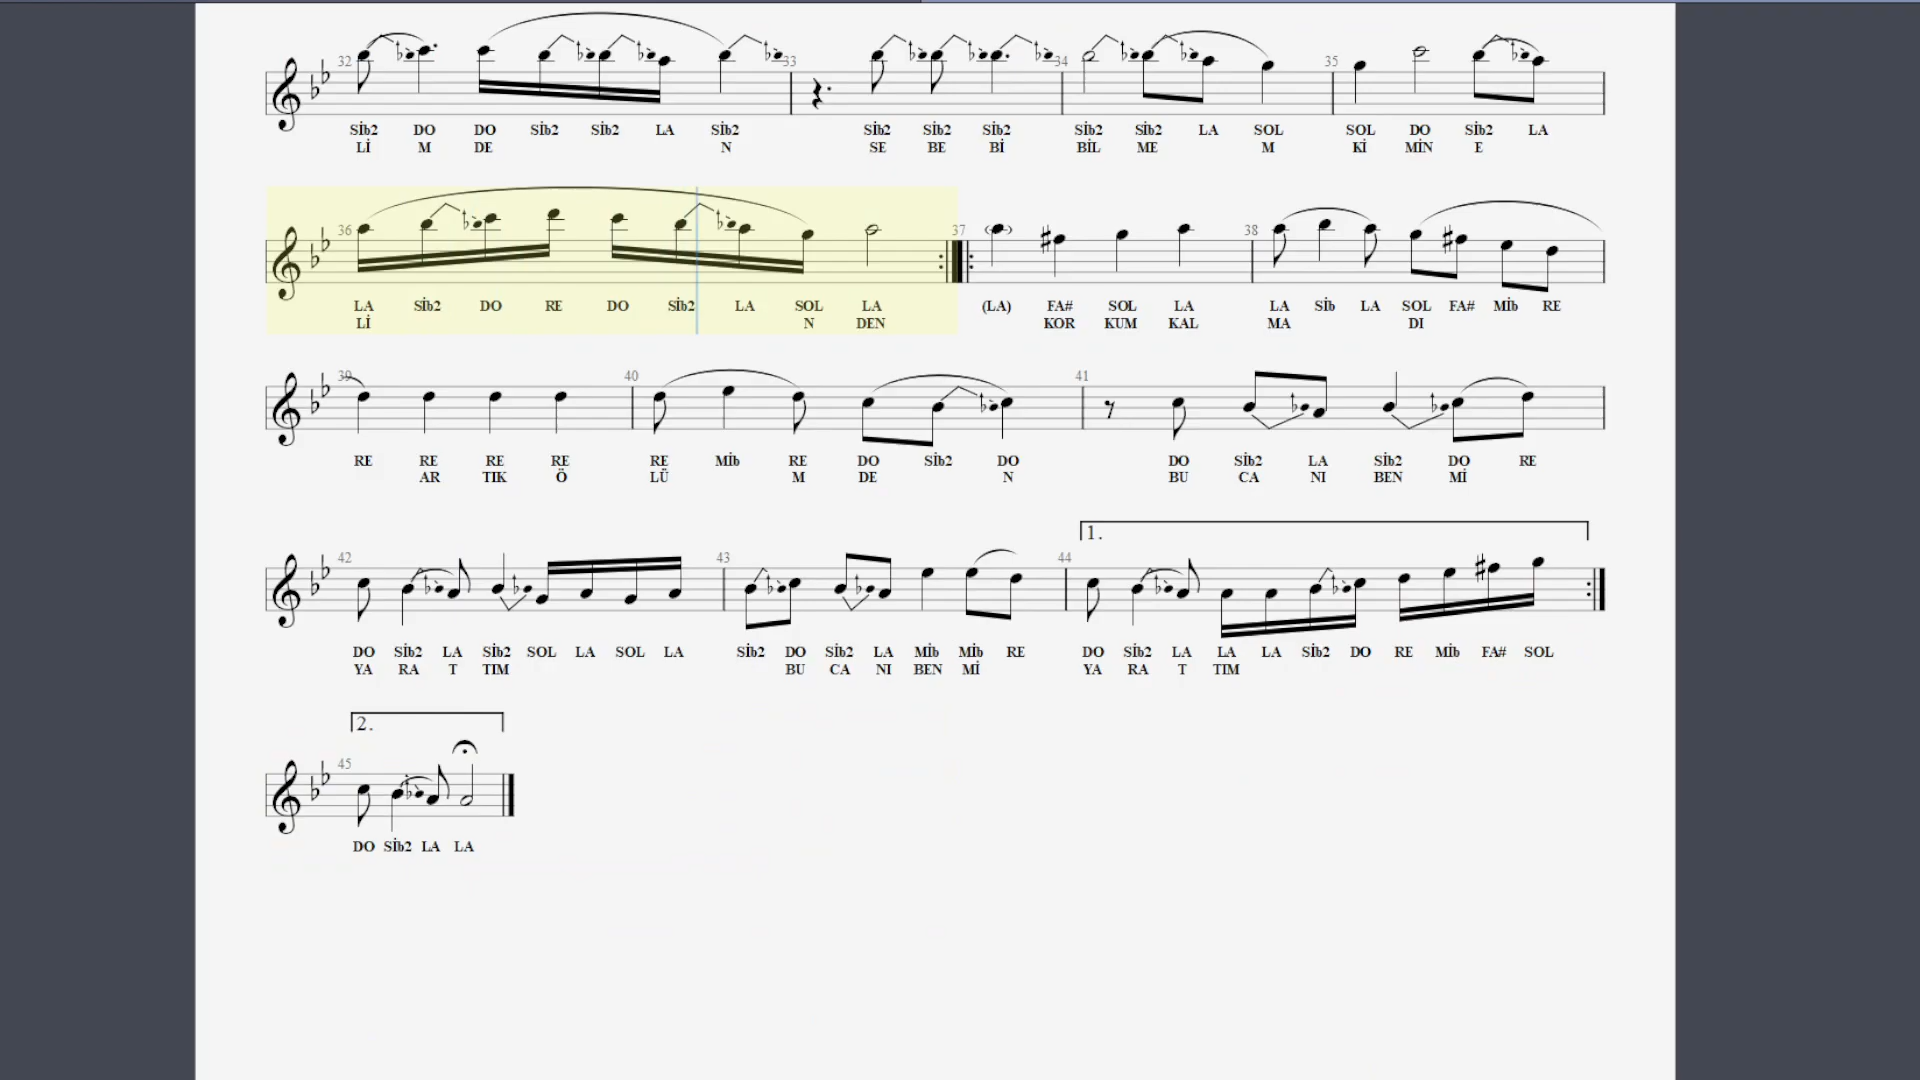 32 33 34 35
Sİb2 DO DO Sİb2 Sİb2 LA Sİb2 Sİb2 Sİb2 Sİb2 Sİb2 Sİb2 LA SOL SOL DO Sİb2 LA
Lİ M DE N SE BE Bİ BİL ME M Kİ MİN E
36 37 38
LA Sİb2 DO RE DO Sİb2 LA SOL LA (LA) FA# SOL LA LA Sİb LA SOL FA# Mİb RE
Lİ N DEN KOR KUM KAL MA DI
39 40 41
RE RE RE RE RE Mİb RE DO Sİb2 DO DO Sİb2 LA Sİb2 DO RE
AR TIK Ö LÜ M DE N BU CA NI BEN Mİ
1.
42 43 44
DO Sİb2 LA Sİb2 SOL LA SOL LA Sİb2 DO Sİb2 LA Mİb Mİb RE DO Sİb2 LA LA LA Sİb2 DO RE Mİb FA# SOL
YA RA T TIM BU CA NI BEN Mİ YA RA T TIM
2.
45
DO Sİb2 LA LA